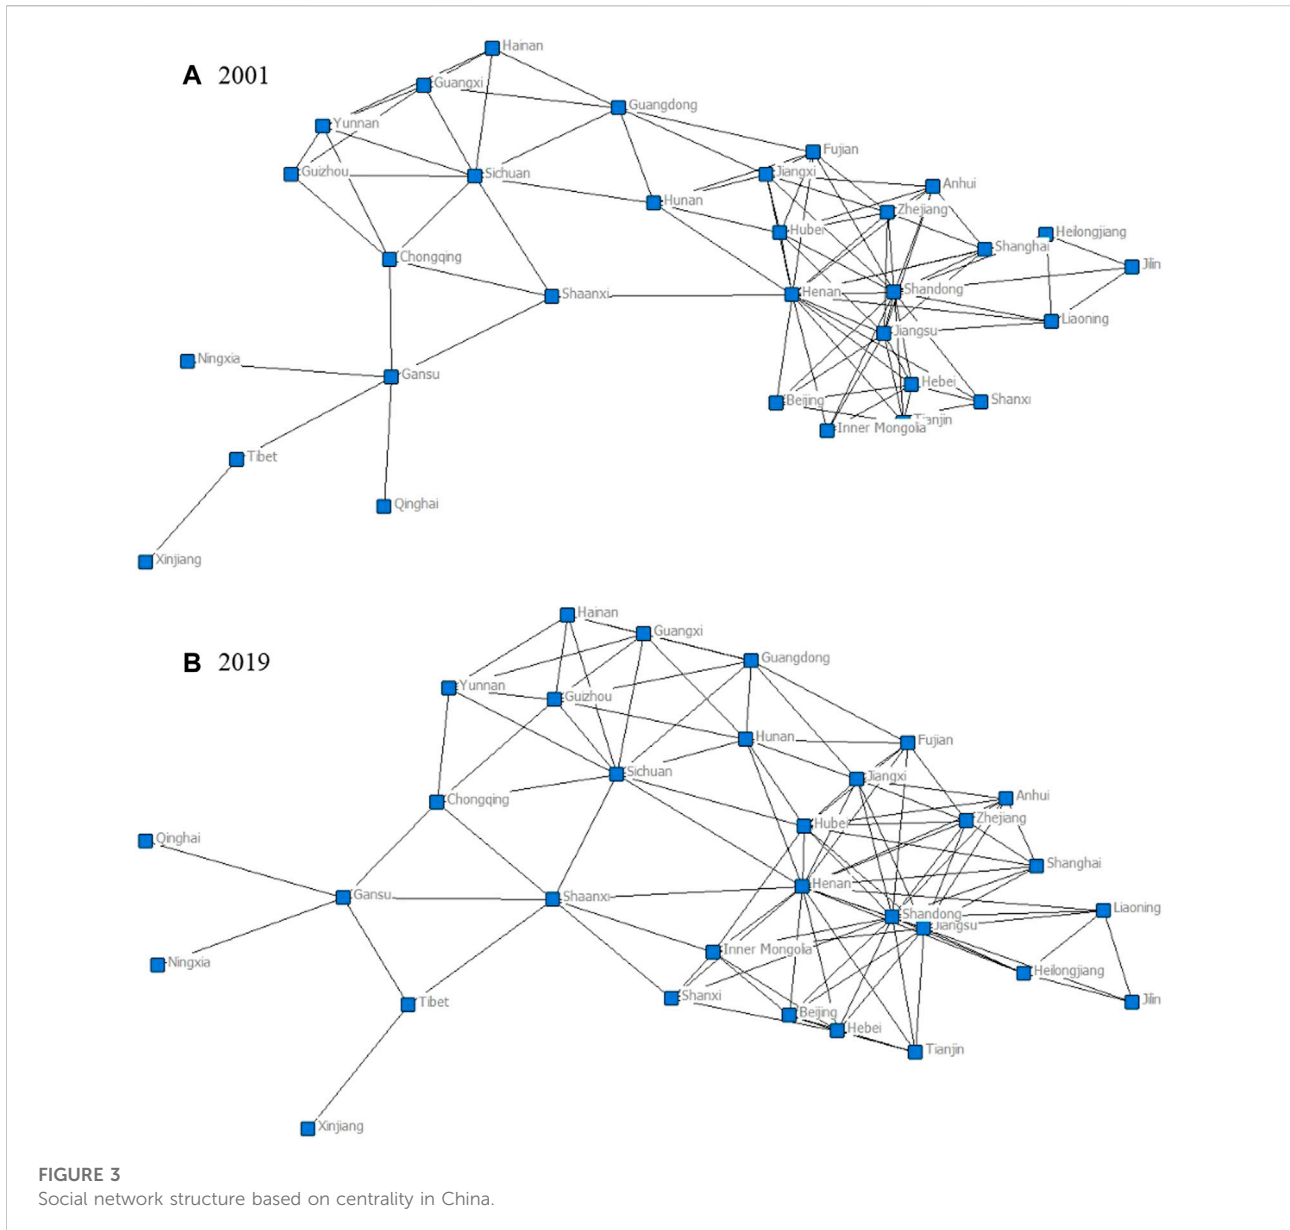 Hainan
A 2001
Guangxi
Guangdong
Yunnan
Fujian
Guizhou
Sichuan
Jiangxi
Anhui
Hunan
Zhejiang
Hubei
Heilongjiang
Shanghai
Chongqing
Jilin
Shaanxi
Henan
Shandong
Liaoning
Jiangsu
Ningxia
Gansu
Hebei
Beijing
Shanxi
Tianjin
Inner Mongolia
Tibet
Qinghai
Xinjiang
Hainan
Guangxi
B 2019
Guangdong
Yunnan
Guizhou
Hunan
Fujian
Sichuan
Jiangxi
Chongqing
Anhui
Zhejiang
Hubei
Qinghai
Shanghai
Henan
Gansu
Shaanxi
Liaoning
Shandong
Jiangsu
Inner Mongolia
Ningxia
Heilongjiang
Shanxi
Jilin
Tibet
Beijing
Hebei
Tianjin
Xinjiang
FIGURE 3
Social network structure based on centrality in China.